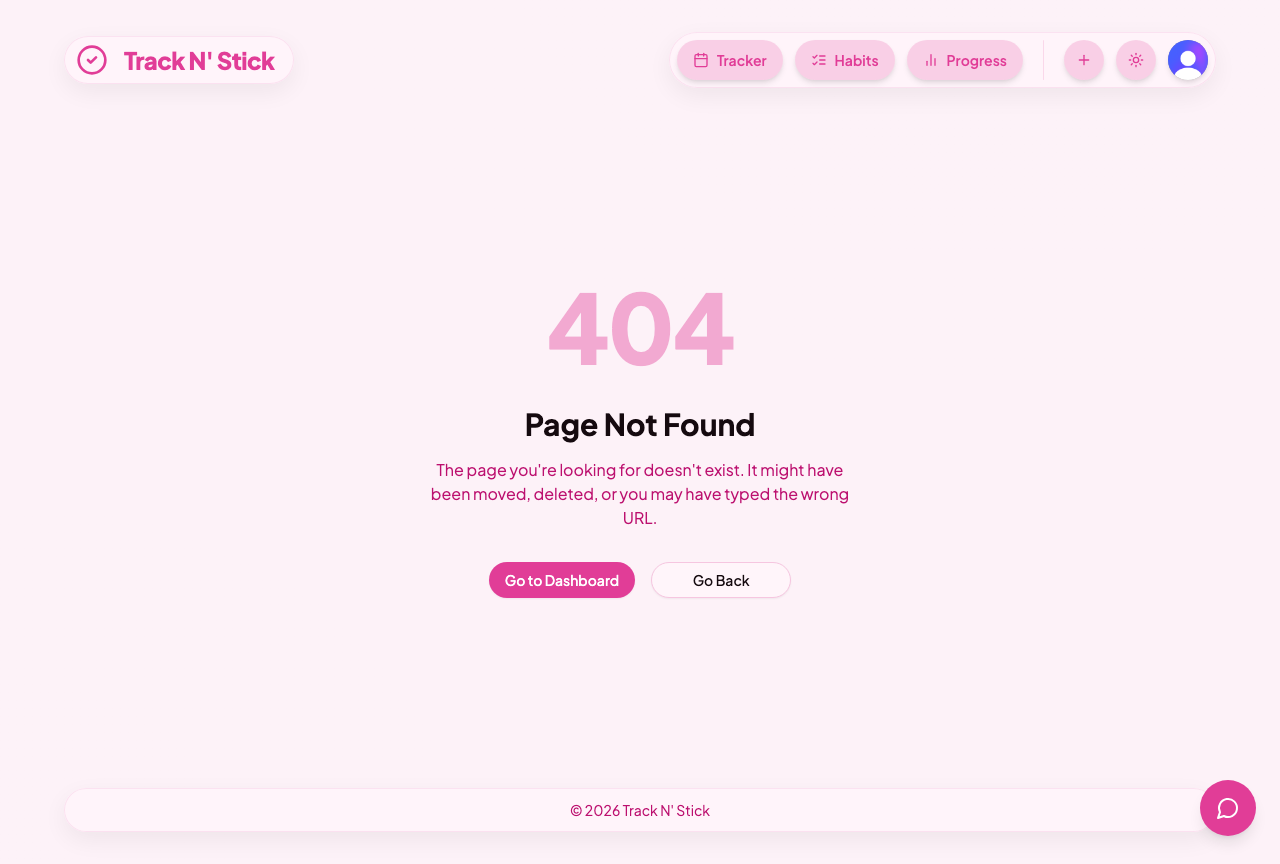 Track N' Stick
Tracker
Habits
Progress
404
Page Not Found
The page you're looking for doesn't exist. It might have
been moved, deleted, or you may have typed the wrong
URL.
Go to Dashboard
Go Back
© 2026 Track N' Stick